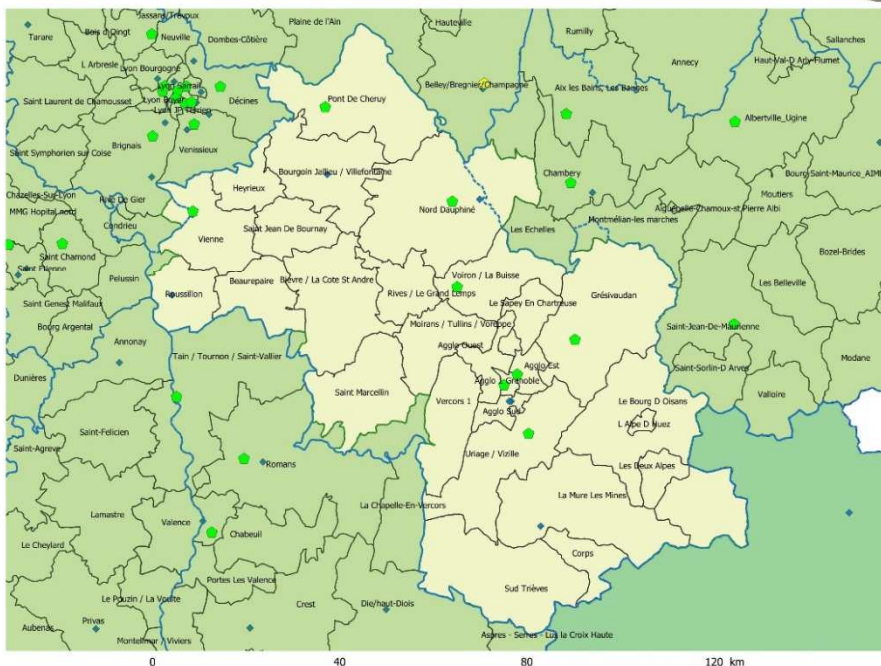 Jassans/Trévoux
Plaine de l'Ain
Hauteville
Rumilly
Sallanches
Tarare
Bois d'Oingt
Neuville
Dombes-Côtière
Annecy
Haut-Val-D Arly-Flumet
L Arbresle
Lyon Bourgogne
Belley/Bregnier/Champagne
Aix les Bains, Les Bauges
Saint Laurent de Chamousset
Décines
Pont De Cheruy
Albertville_Ugine
Saint Symphorien sur Coise
Brignais
Venissieux
Bourgoin Jallieu / Villefontaine
Chambery
Bourg Saint-Maurice_AIME
Chazelles-Sur-Lyon
Rive De Gier
Heyrieux
Moutiers
MMG Hopital nord
Condrieu
Nord Dauphiné
Aiguebelle-Chamoux-st Pierre Albi
Montmélian-les marches
Saint Chamond
Vienne
Saint Jean De Bournay
Les Echelles
Bozel-Brides
Saint Etienne
Pelussin
Voiron / La Buisse
Les Belleville
Saint Genest Malifaux
Roussillon
Beaurepaire
Bièvre / La Cote St Andre
Rives / Le Grand Lemps
Le Sapey En Chartreuse
Grésivaudan
Bourg Argental
Moirans / Tullins / Voreppe
Saint-Jean-De-Maurienne
Annonay
Agglo Ouest
Modane
Tain / Tournon / Saint-Vallier
Agglo Est
Saint-Sorlin-D Arves
Dunières
Agglo
Grenoble
Valloire
Saint Marcellin
Vercors 1
Le Bourg D Oisans
Agglo Sud
L Alpe D Huez
Saint-Felicien
Uriage / Vizille
Saint-Agreve
Romans
Les Deux Alpes
La Chapelle-En-Vercors
La Mure Les Mines
Lamastre
Valence
Le Cheylard
Chabeuil
Corps
Portes Les Valence
Sud Trièves
Le Pouzin / La Voulte
Crest
Die/haut-Diois
Aubenas
Privas
Montelimar / Viviers
Aspres - Serres - Lus la Croix Haute
0 40 80 120 km